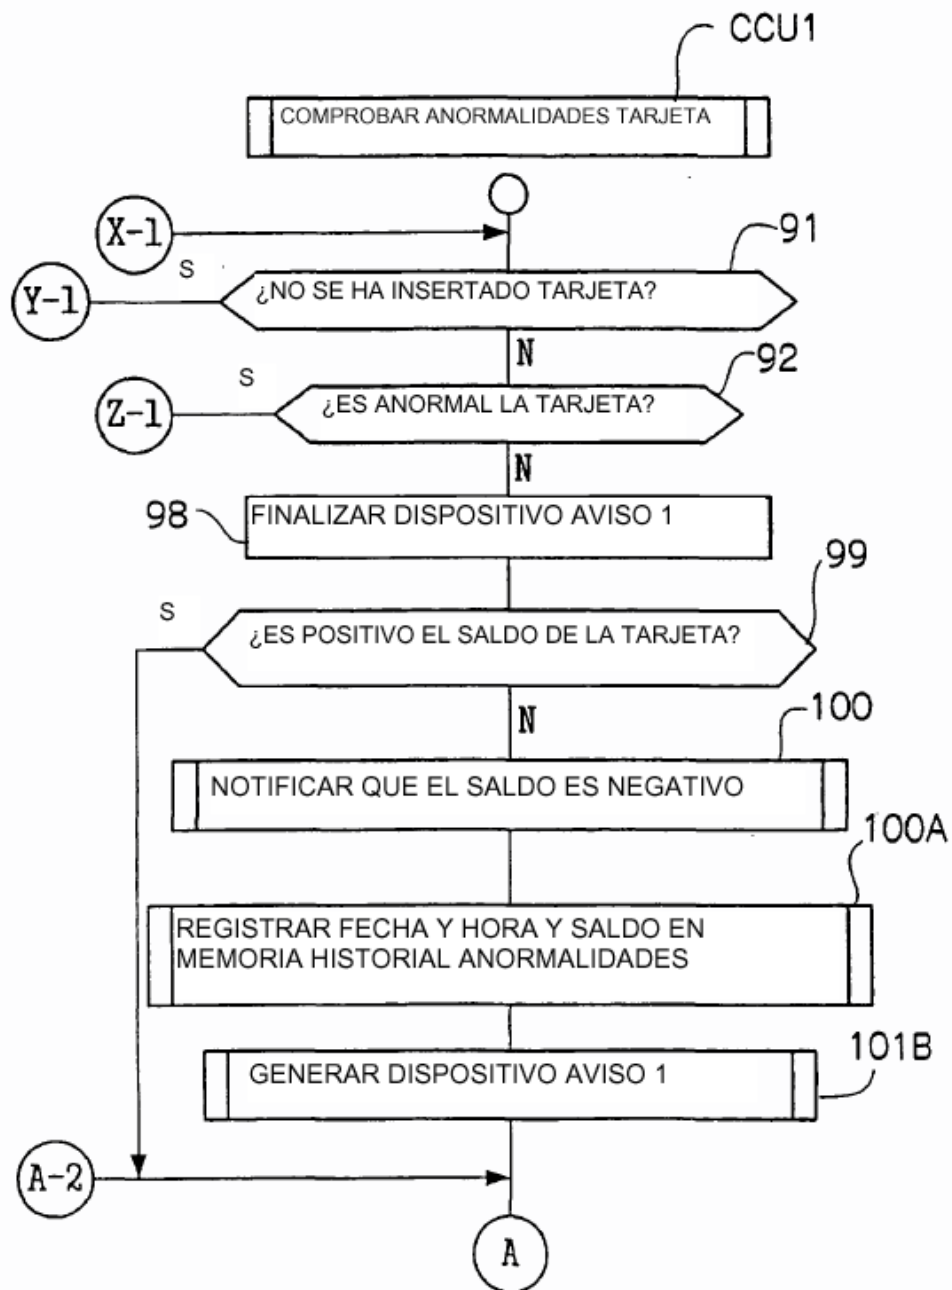 CCU1
COMPROBAR ANORMALIDADES TARJETA
X-1
91
S
¿NO SE HA INSERTADO TARJETA?
Y-1
N
92
S
¿ES ANORMAL LA TARJETA?
Z-1
N
98
FINALIZAR DISPOSITIVO AVISO 1
99
S
¿ES POSITIVO EL SALDO DE LA TARJETA?
N
100
NOTIFICAR QUE EL SALDO ES NEGATIVO
100A
REGISTRAR FECHA Y HORA Y SALDO EN
MEMORIA HISTORIAL ANORMALIDADES
101B
GENERAR DISPOSITIVO AVISO 1
A-2
A